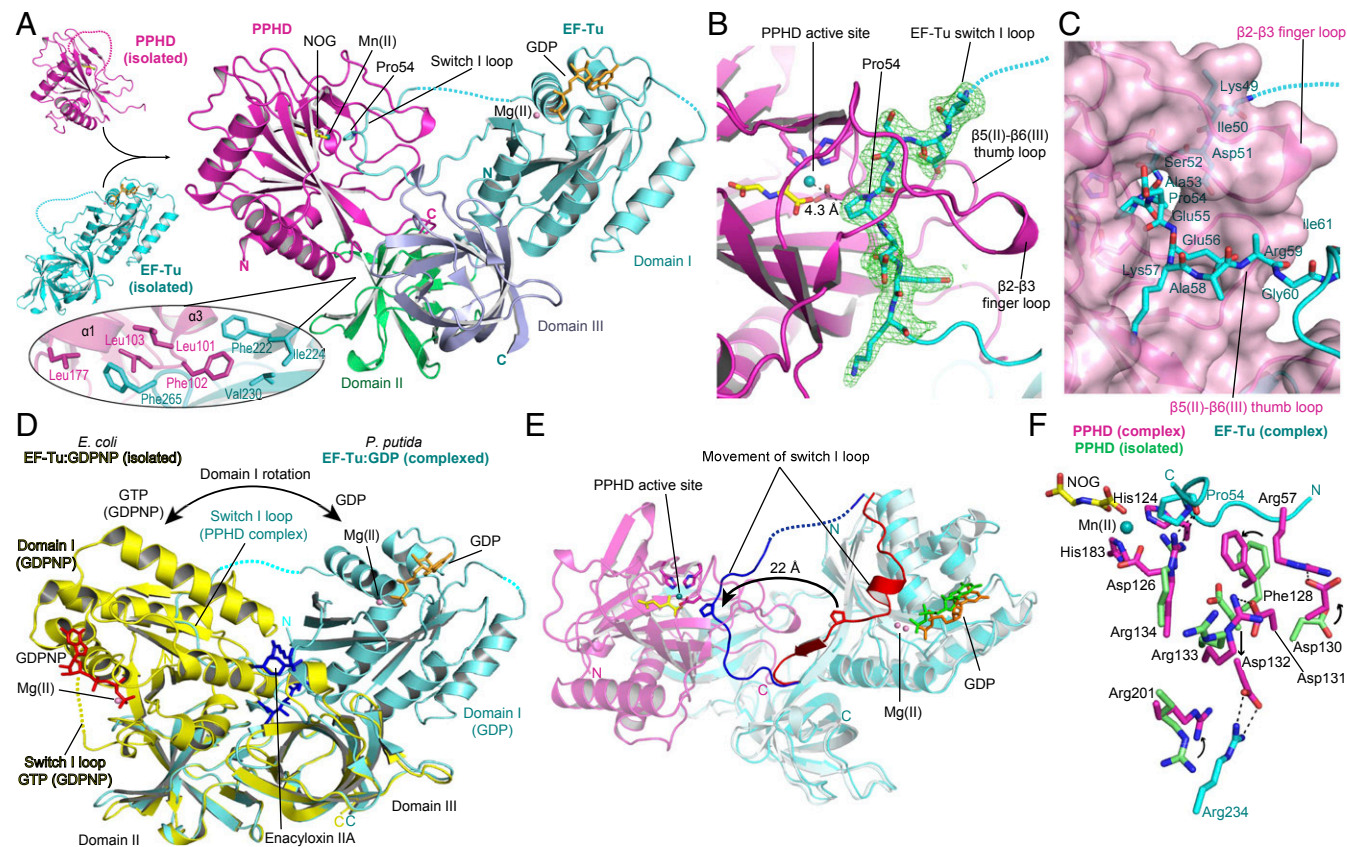 A
PPHD
(isolated)
EF-Tu
(isolated)
PPHD
NOG
Mn(II)
Pro54
Switch I loop
GDP
EF-Tu
Mg(II)
N
C
N
Domain I
Domain III
C
Domain II
α1
α3
Leu103
Leu101
Phe222
Ile224
Leu177
Phe102
Phe265
Val230
B
PPHD active site
EF-Tu switch I loop
Pro54
β5(II)-β6(III)
thumb loop
4.3 Å
β2-β3
finger loop
C
β2-β3 finger loop
Lys49
Ile50
Asp51
Ser52
Ala53
Pro54
Glu55
Glu56
ile61
Arg59
Lys57
Ala58
Gly60
β5(II)-β6(III) thumb loop
D
E. coli
EF-Tu:GDPNP (isolated)
P. putida
EF-Tu:GDP (complexed)
Domain I rotation
GTP
(GDPNP)
GDP
Switch I loop
(PPHD complex)
Mg(II)
GDP
Domain I
(GDPNP)
N
GDPNP
Mg(II)
Domain I
(GDP)
Switch I loop
GTP (GDPNP)
Domain III
CC
Domain II
Enacyloxin IIA
E
Movement of switch I loop
PPHD active site
N
22 Å
GDP
N
C
Mg(II)
C
F
PPHD (complex)
PPHD (isolated)
EF-Tu (complex)
NOG
His124
C
Pro54
Arg57
N
Mn(II)
His183
Asp126
Phe128
Arg134
Arg133
Asp132
Asp130
Asp131
Arg201
Arg234